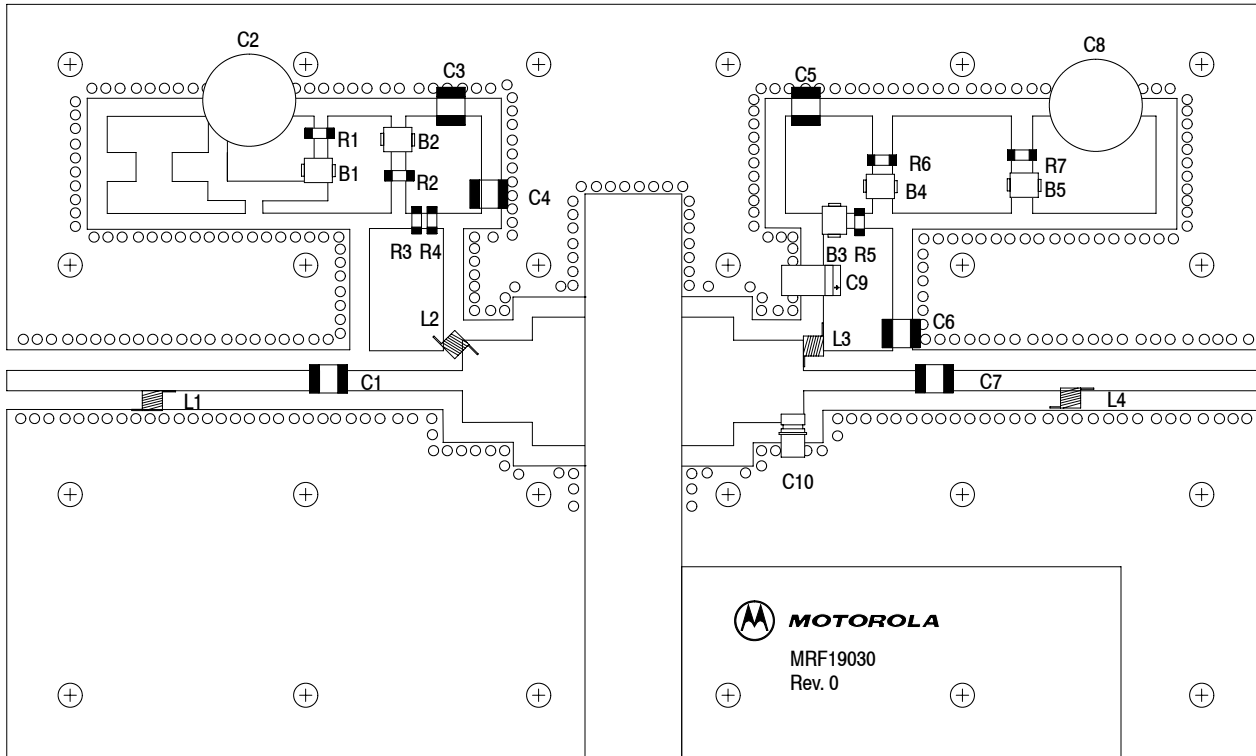 C2
C3
C5
C8
R1
B2
B1
R2
C4
R6
R7
B4
B5
R3 R4
B3 R5
C9
L2
C6
L3
C1
C7
L1
L4
C10
MOTOROLA
MRF19030
Rev. 0